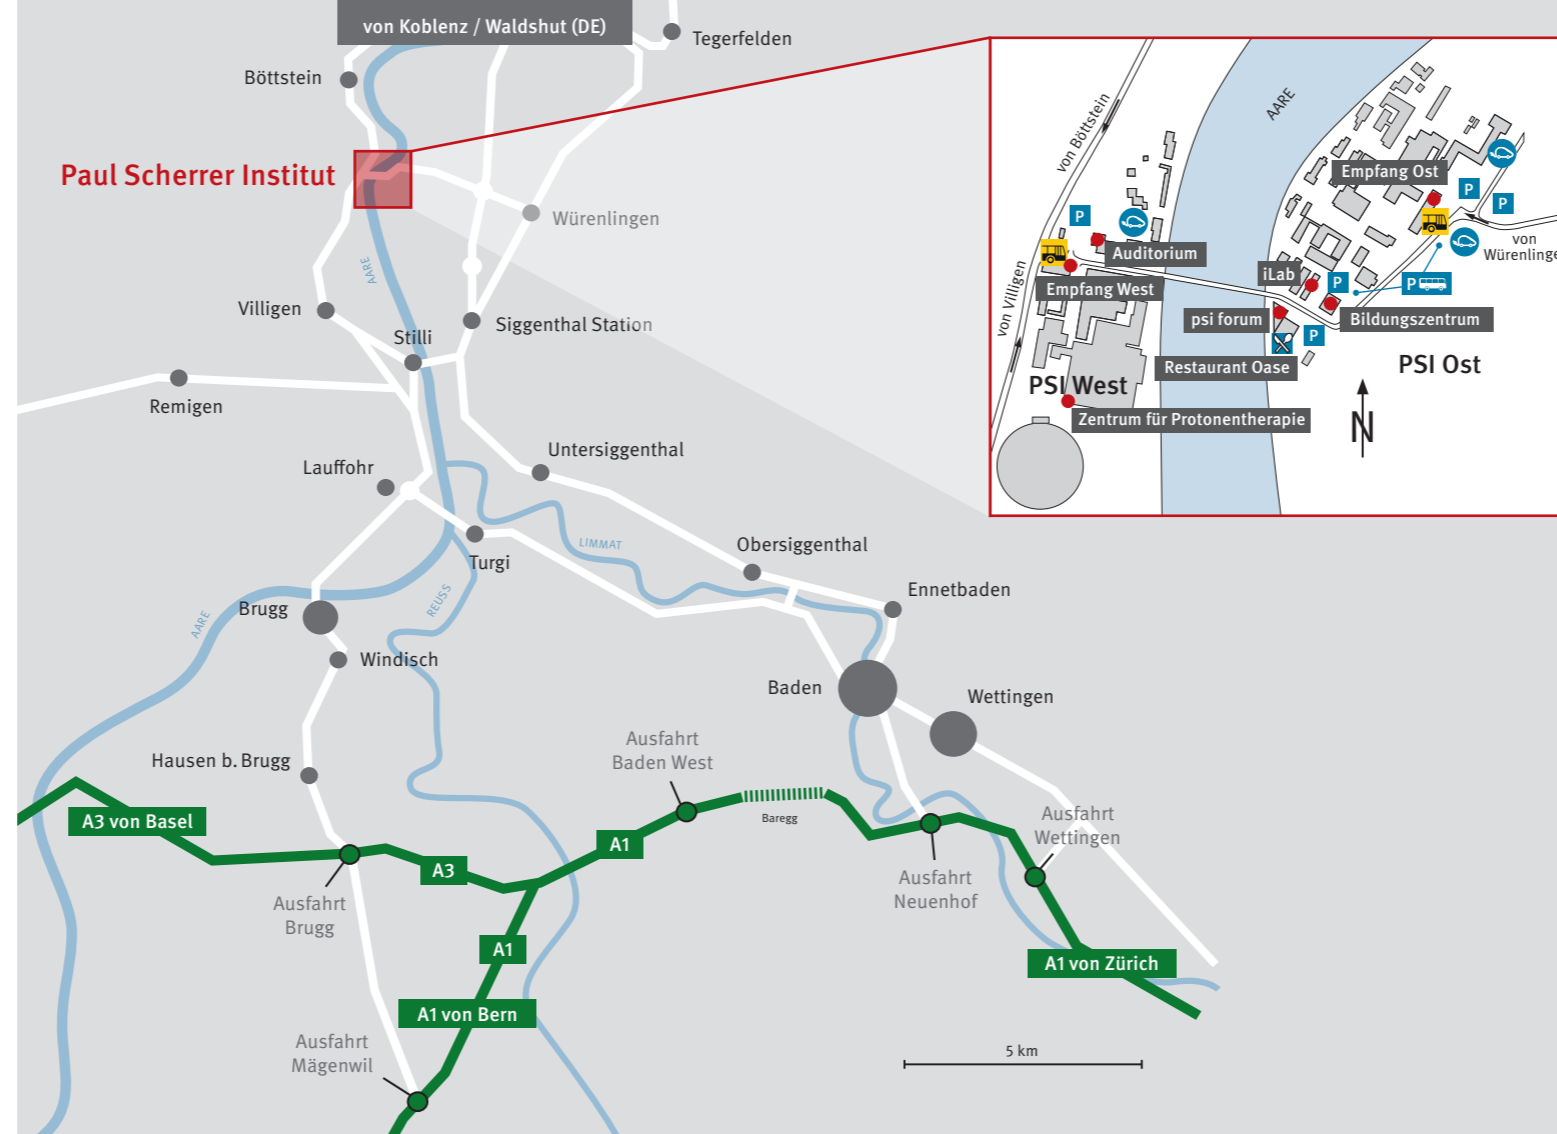 von Koblenz / Waldshut (DE)
Tegerfelden
Böttstein
Paul Scherrer Institut
Würenlingen
AARE
Villigen
Siggenthal Station
Stilli
Remigen
Untersiggenthal
Lauffohr
LIMMAT
Obersiggenthal
Turgi
Ennetbaden
REUSS
Brugg
AARE
Windisch
Baden
Wettingen
Ausfahrt
Baden West
Hausen b. Brugg
A3 von Basel
Baregg
Ausfahrt
Wettingen
A1
A3
Ausfahrt
Neuenhof
Ausfahrt
Brugg
A1
A1 von Zürich
A1 von Bern
Ausfahrt
Mägenwil
5 km
von Böttstein
AARE
Empfang Ost
P
P
P
von
Würenlinge
Auditorium
von Villigen
iLab
P
P
Empfang West
psi forum
Bildungszentrum
P
Restaurant Oase
PSI Ost
PSI West
Zentrum für Protonentherapie
N